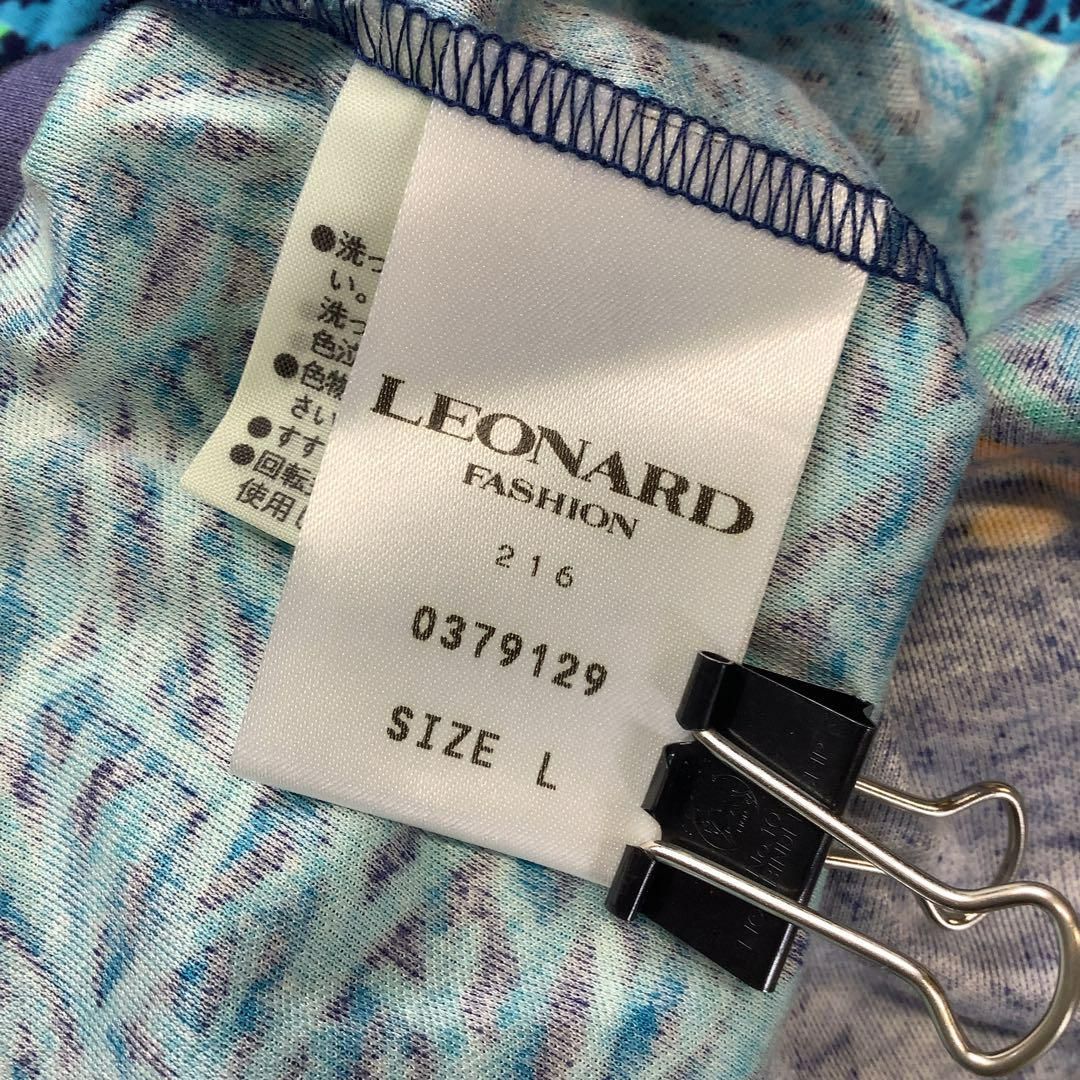 ●洗っ
い。
洗っ
色泣
●色物
さい
●すす
●回転
使用し
LEONARD
FASHION
216
0379129
SIZE L